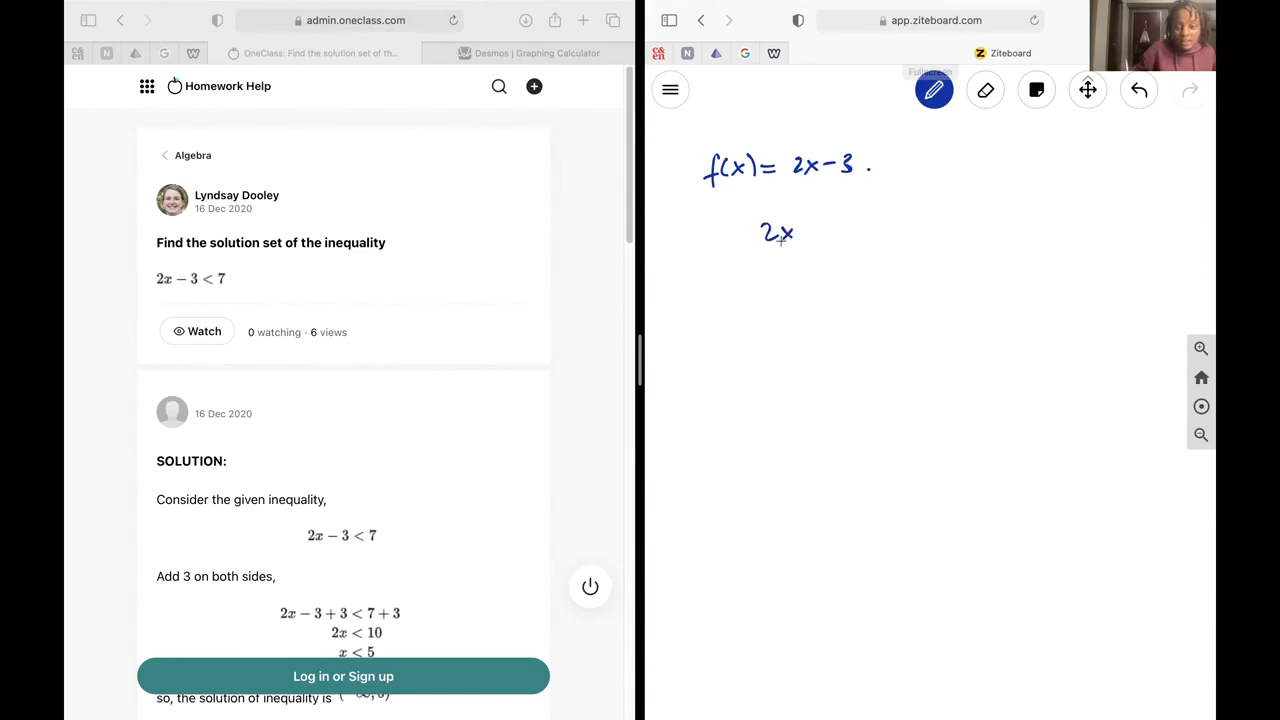 admin.oneclass.com
OneClass: Find the solution set of th...
Desmos | Graphing Calculator
Homework Help
Algebra
Lyndsay Dooley
16 Dec 2020
Find the solution set of the inequality
2x − 3 < 7
Watch
0 watching · 6 views
16 Dec 2020
SOLUTION:
Consider the given inequality,
2x − 3 < 7
Add 3 on both sides,
2x − 3 + 3 < 7 + 3
2x < 10
x < 5
Log in or Sign up
so, the solution of inequality is
app.ziteboard.com
Ziteboard
Fullscreen
f(x) = 2x − 3 .
2x